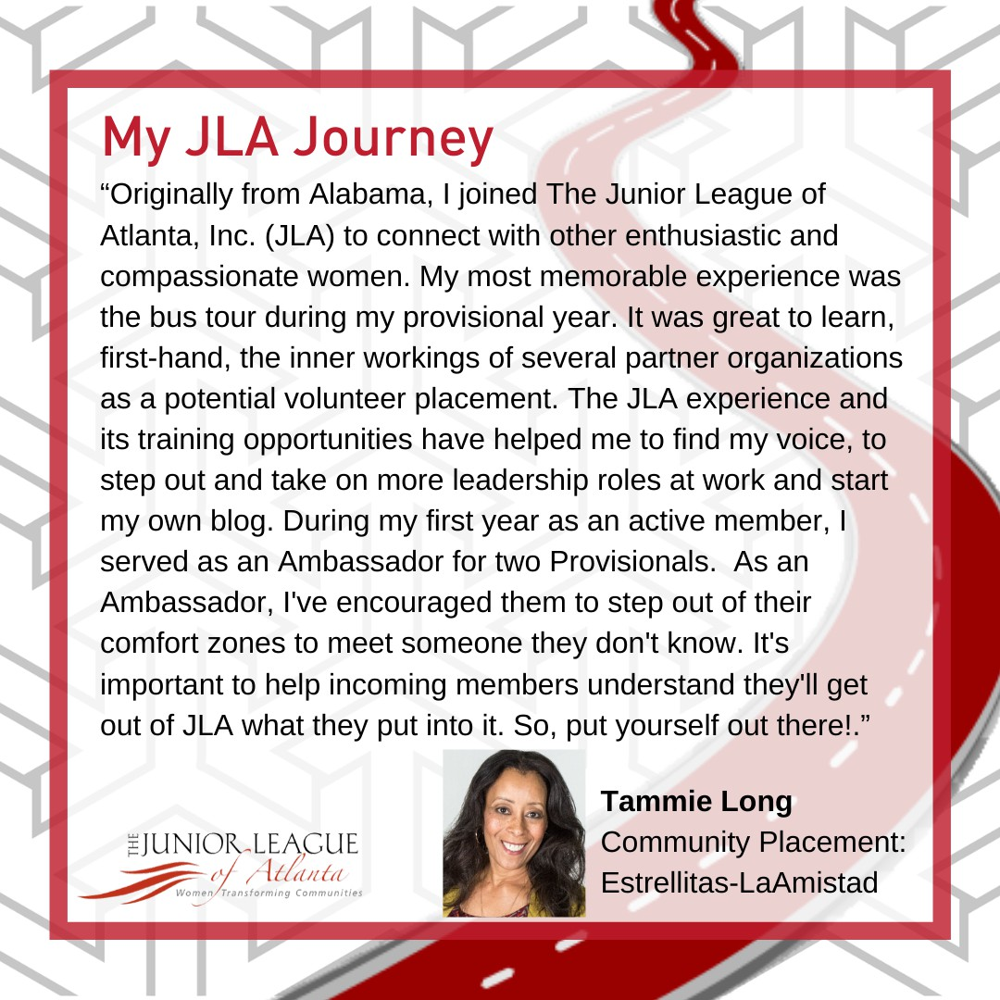 My JLA Journey
“Originally from Alabama, I joined The Junior League of
Atlanta, Inc. (JLA) to connect with other enthusiastic and
compassionate women. My most memorable experience was
the bus tour during my provisional year. It was great to learn,
first-hand, the inner workings of several partner organizations
as a potential volunteer placement. The JLA experience and
its training opportunities have helped me to find my voice, to
step out and take on more leadership roles at work and start
my own blog. During my first year as an active member, I
served as an Ambassador for two Provisionals.  As an
Ambassador, I've encouraged them to step out of their
comfort zones to meet someone they don't know. It's
important to help incoming members understand they'll get
out of JLA what they put into it. So, put yourself out there!.”
THE JUNIOR LEAGUE
of Atlanta
Women Transforming Communities
Tammie Long
Community Placement:
Estrellitas-LaAmistad